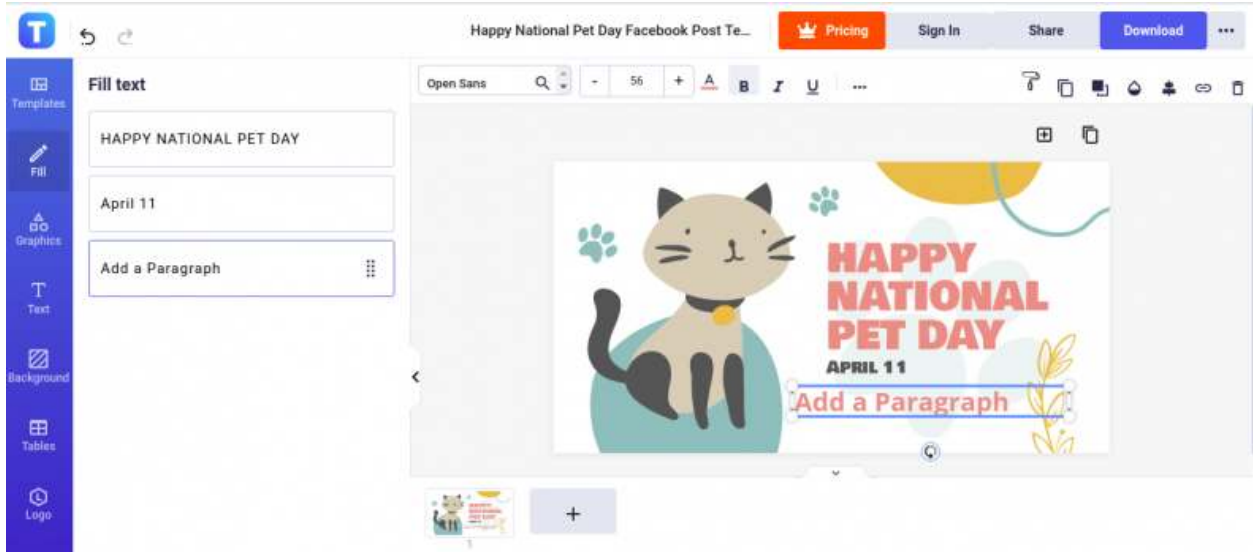 T
Happy National Pet Day Facebook Post Te...
Pricing
Sign In
Share
Download
Templates
Fill
Graphics
Text
Background
Tables
Logo
Fill text
HAPPY NATIONAL PET DAY
April 11
Add a Paragraph
Open Sans
- 56 + A B I U
HAPPY
NATIONAL
PET DAY
APRIL 11
Add a Paragraph
+
1